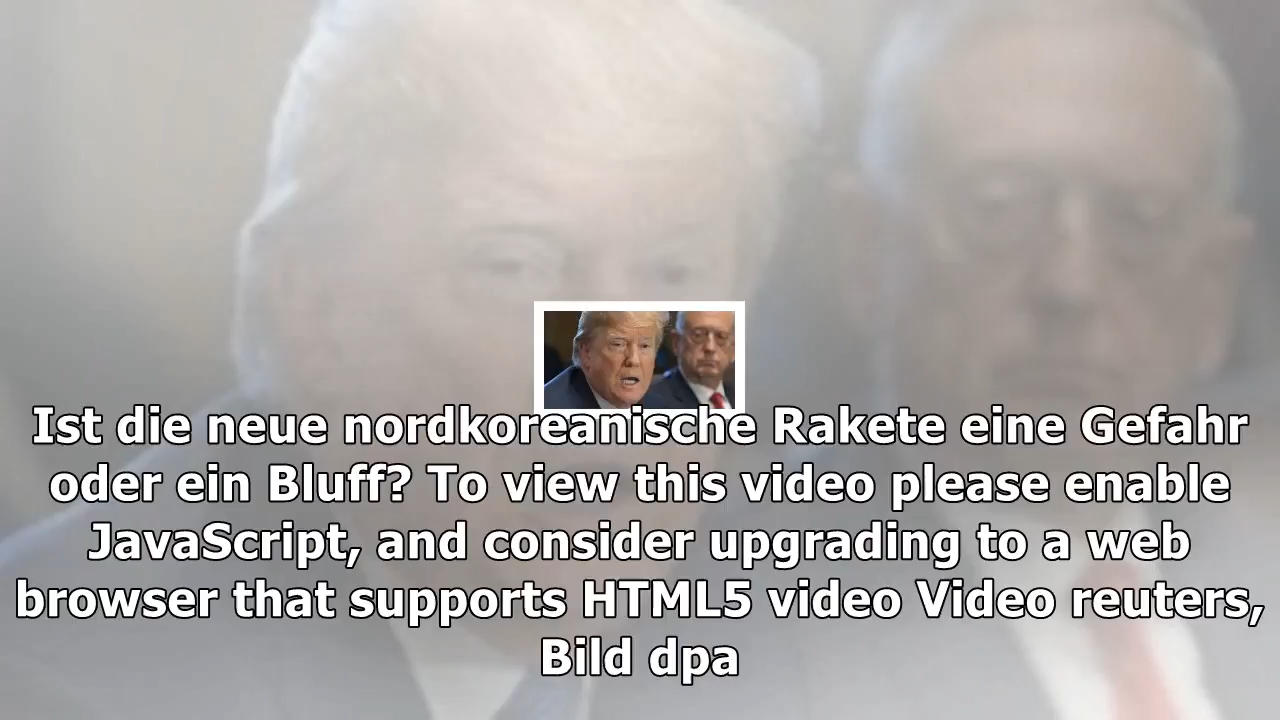 Ist die neue nordkoreanische Rakete eine Gefahr
oder ein Bluff? To view this video please enable
JavaScript, and consider upgrading to a web
browser that supports HTML5 video Video reuters,
Bild dpa